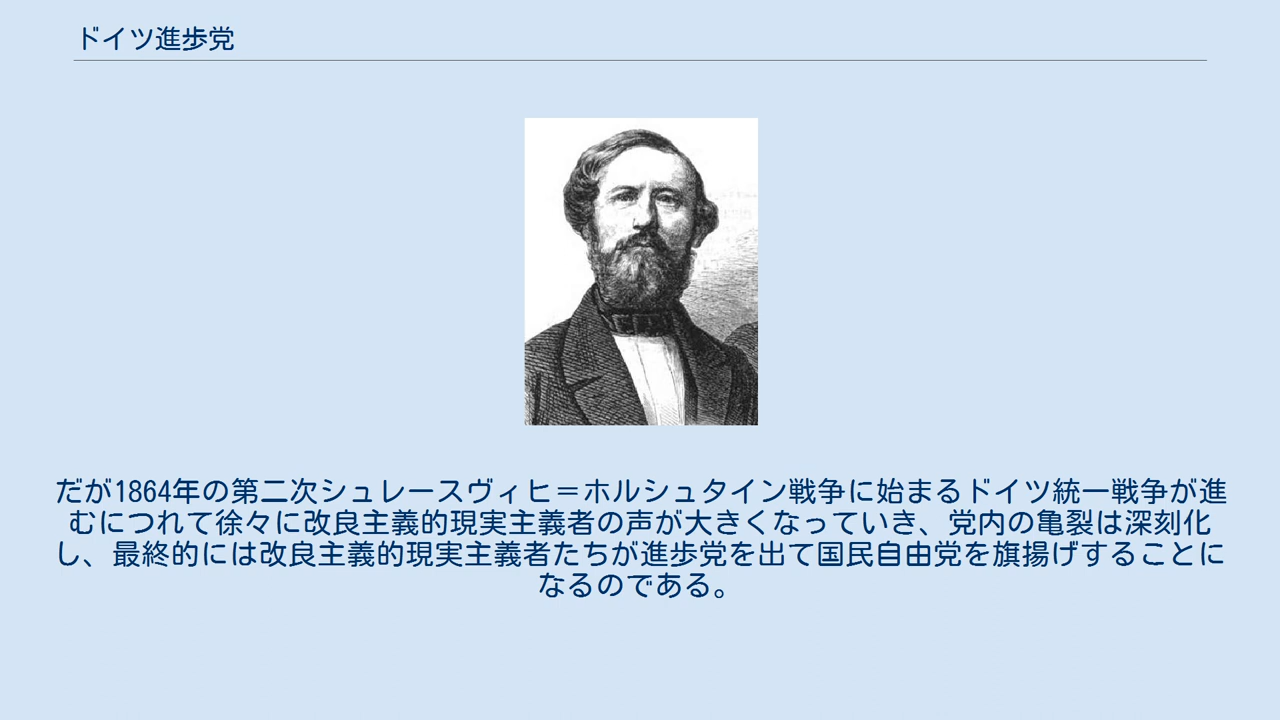 ドイツ進歩党
だが1864年の第二次シュレースヴィヒ＝ホルシュタイン戦争に始まるドイツ統一戦争が進
むにつれて徐々に改良主義的現実主義者の声が大きくなっていき、党内の亀裂は深刻化
し、最終的には改良主義的現実主義者たちが進歩党を出て国民自由党を旗揚げすることに
なるのである。